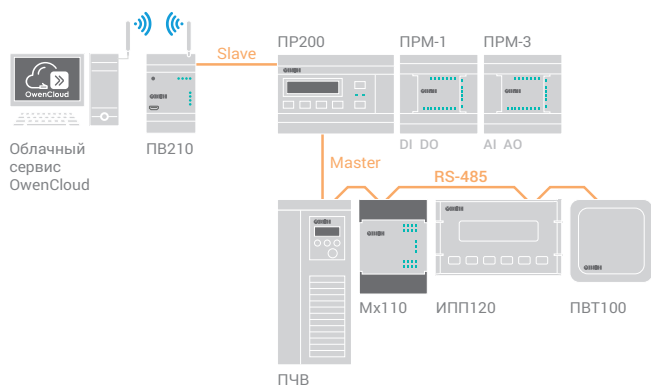 ПР200
ПРМ-1
ПРМ-3
Slave
OwenCloud
Облачный
сервис
OwenCloud
ПВ210
DI DO
AI AO
Master
RS-485
Мх110
ИПП120
ПВТ100
ПЧВ